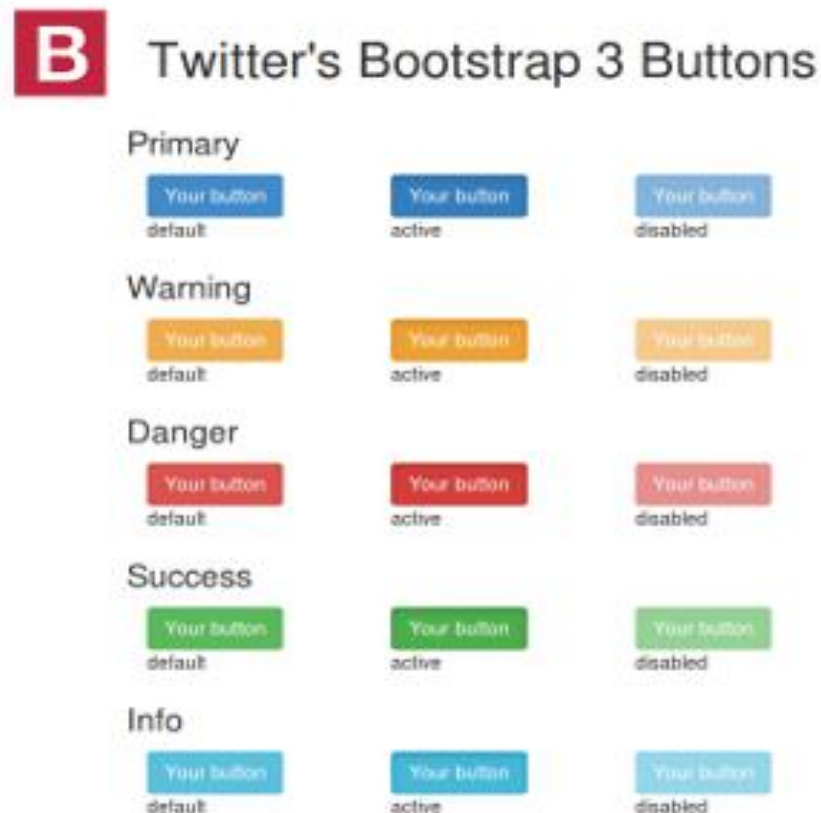 B Twitter's Bootstrap 3 Buttons
Primary
Your button Your button Your button
default active disabled
Warning
Your button Your button Your button
default active disabled
Danger
Your button Your button Your button
default active disabled
Success
Your button Your button Your button
default active disabled
Info
Your button Your button Your button
default active disabled